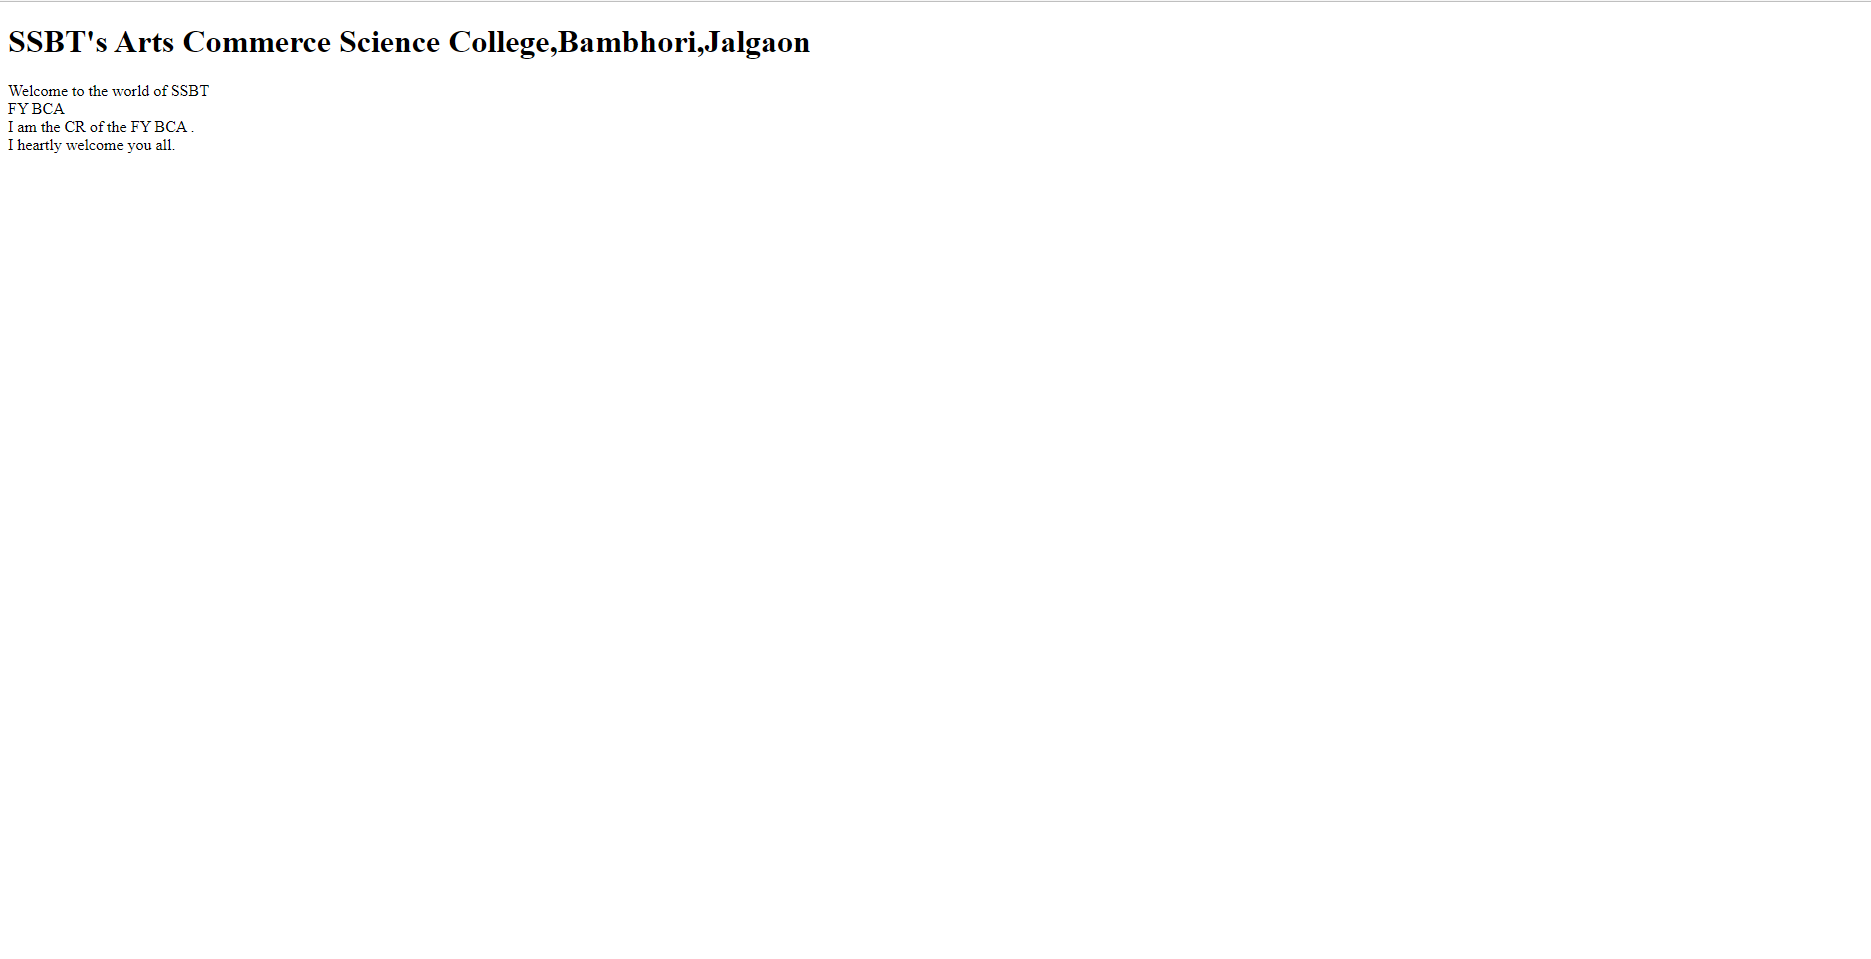 SSBT's Arts Commerce Science College,Bambhori,Jalgaon
Welcome to the world of SSBT
FY BCA
I am the CR of the FY BCA .
I heartly welcome you all.